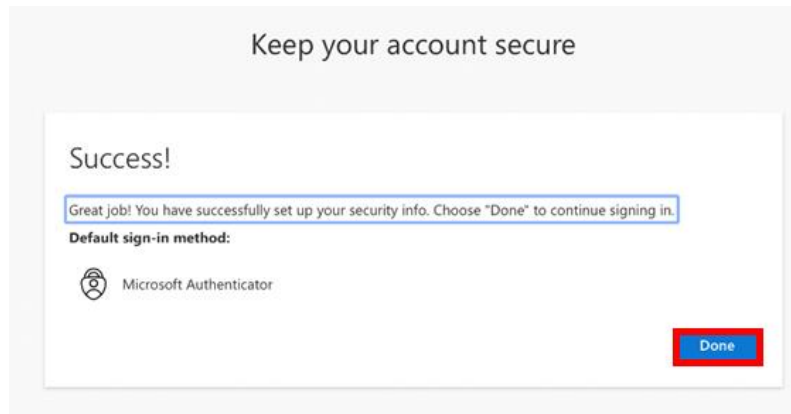 Keep your account secure
Success!
Great job! You have successfully set up your security info. Choose "Done" to continue signing in.
Default sign-in method:
Microsoft Authenticator
Done